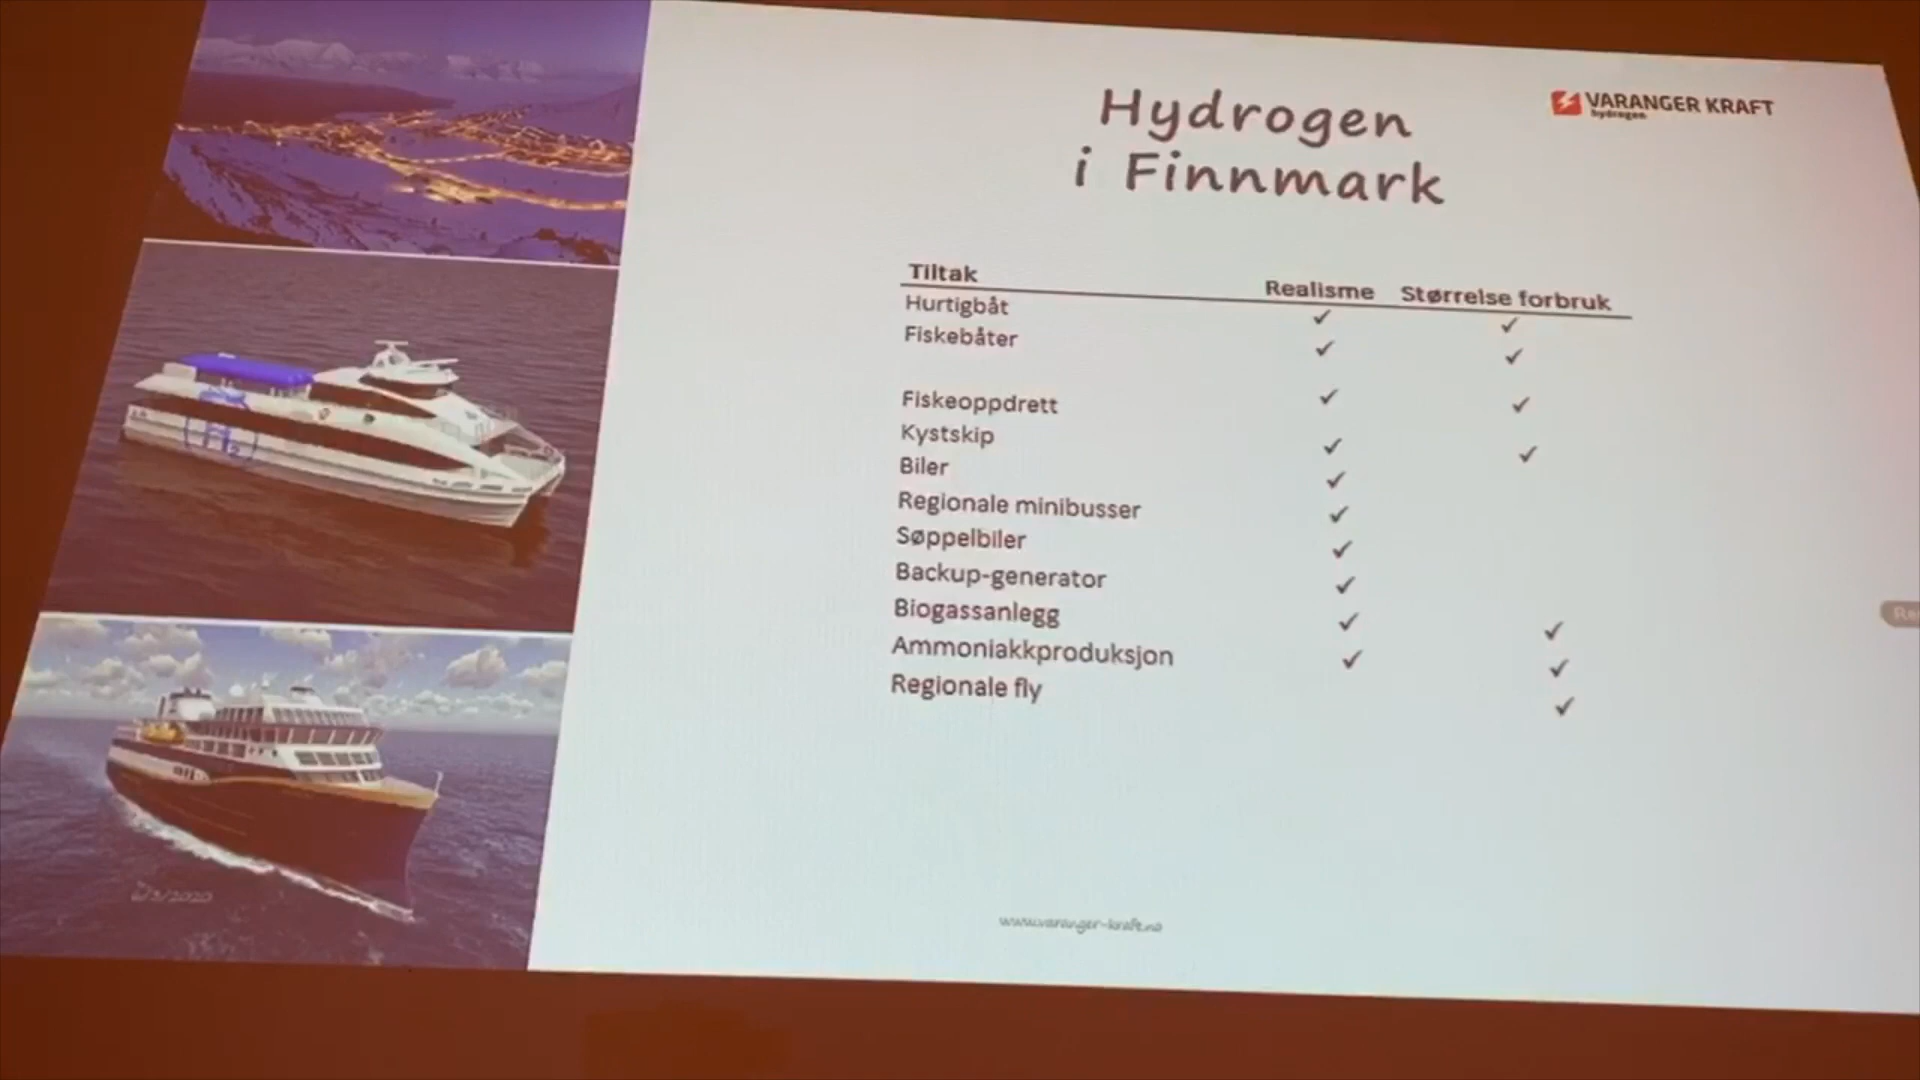 Hydrogen
i Finnmark
VARANGER KRAFT
hydrogen
Tiltak Realisme Størrelse forbruk
Hurtigbåt ✓ ✓
Fiskebåter ✓ ✓
Fiskeoppdrett ✓ ✓
Kystskip ✓ ✓
Biler ✓
Regionale minibusser ✓
Søppelbiler ✓
Backup-generator ✓
Biogassanlegg ✓ ✓
Ammoniakkproduksjon ✓ ✓
Regionale fly ✓
H2
www.varanger-kraft.no